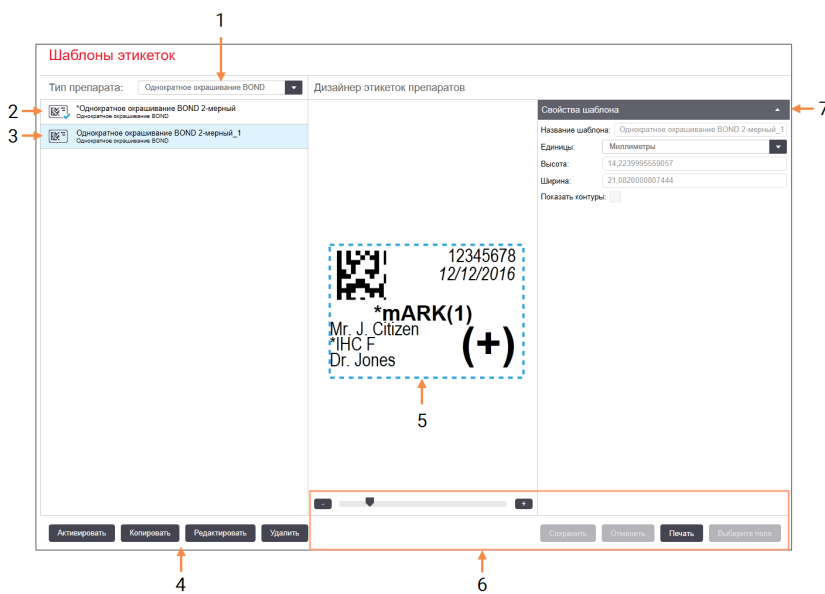 1
Шаблоны этикеток
Тип препарата: Однократное окрашивание BOND
Дизайнер этикеток препаратов
2
*Однократное окрашивание BOND 2-мерный
Однократное окрашивание BOND
3
Однократное окрашивание BOND 2-мерный_1
Однократное окрашивание BOND
Свойства шаблона
7
Название шаблона: Однократное окрашивание BOND 2-мерный_1
Единицы: Миллиметры
Высота: 14,2239995559057
Ширина: 21,0820000807444
Показать контуры:
12345678
12/12/2016
*mARK(1)
Mr. J. Citizen
*IHC F
Dr. Jones
(+)
5
- +
Активировать Копировать Редактировать Удалить
Сохранить Отменить Печать Выберите поле
4
6